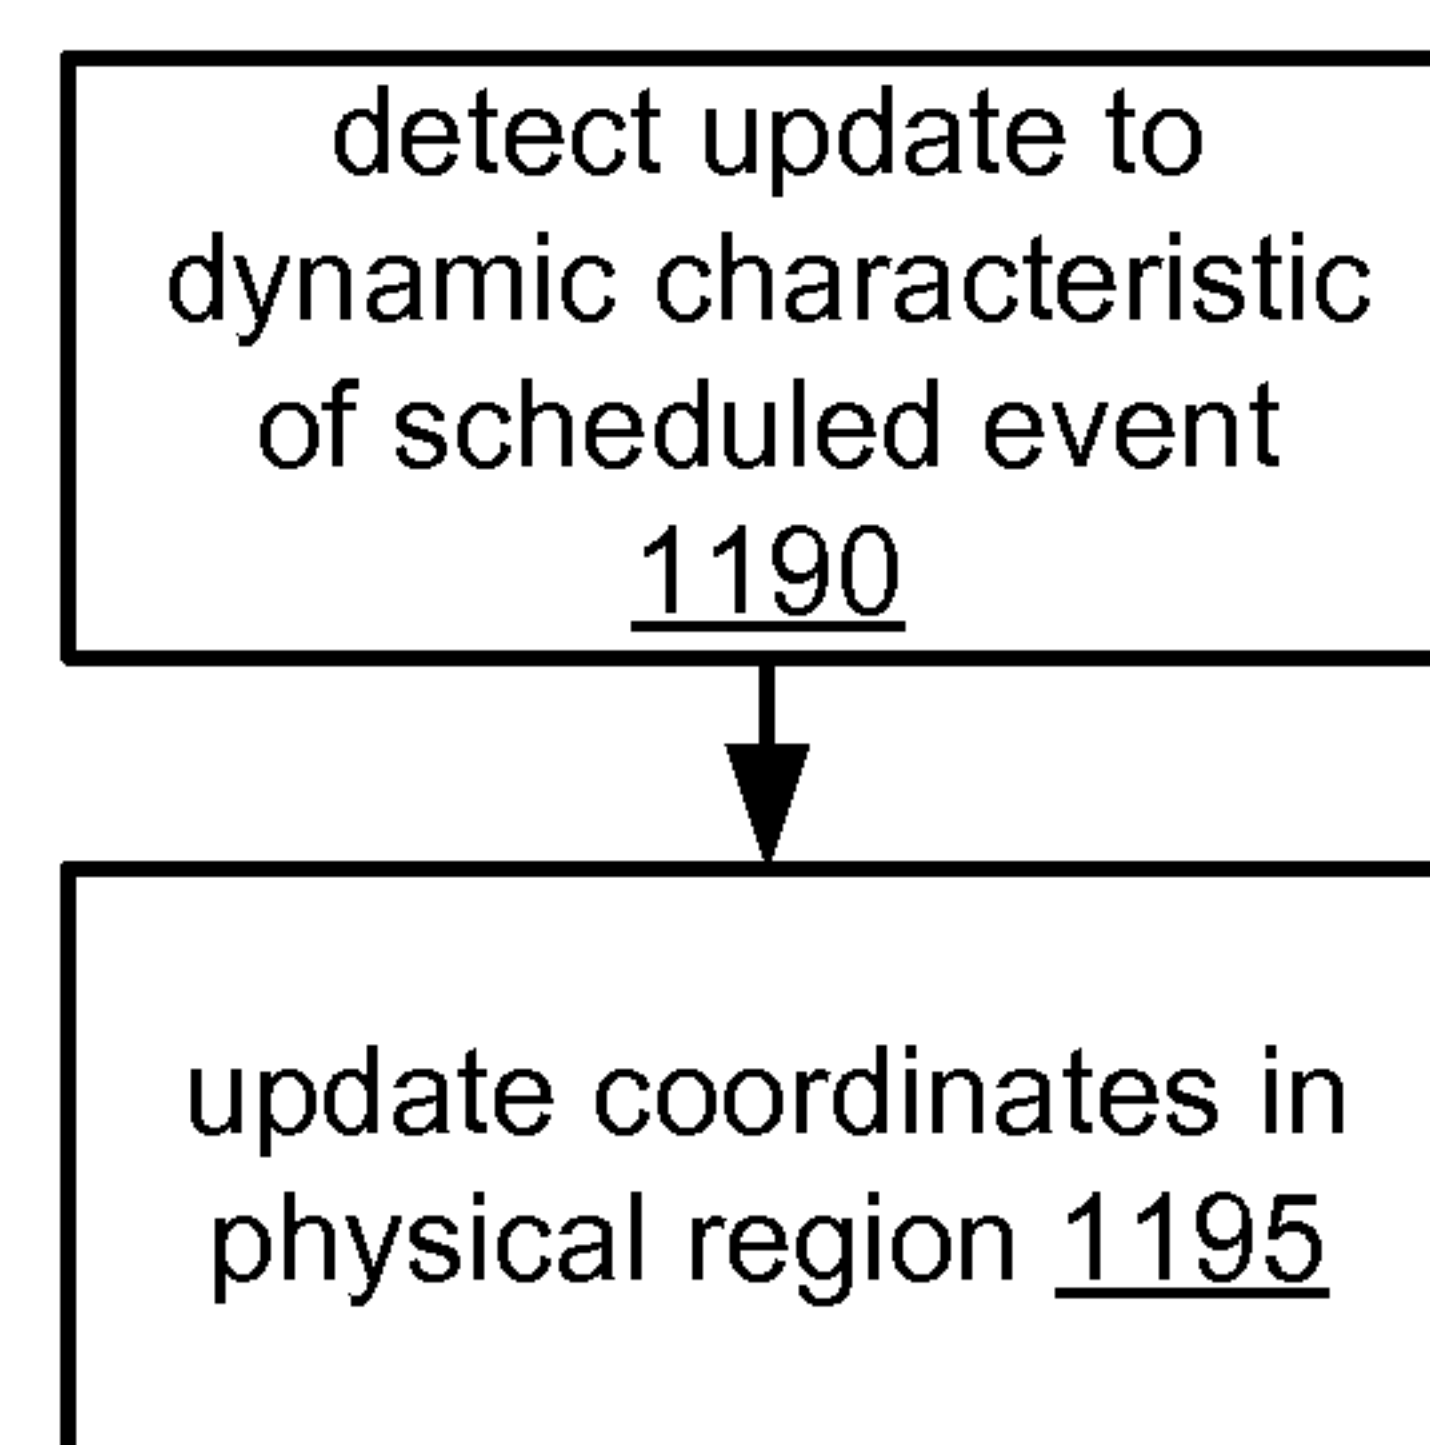 detect update to
dynamic characteristic
of scheduled event
1190
update coordinates in
physical region 1195